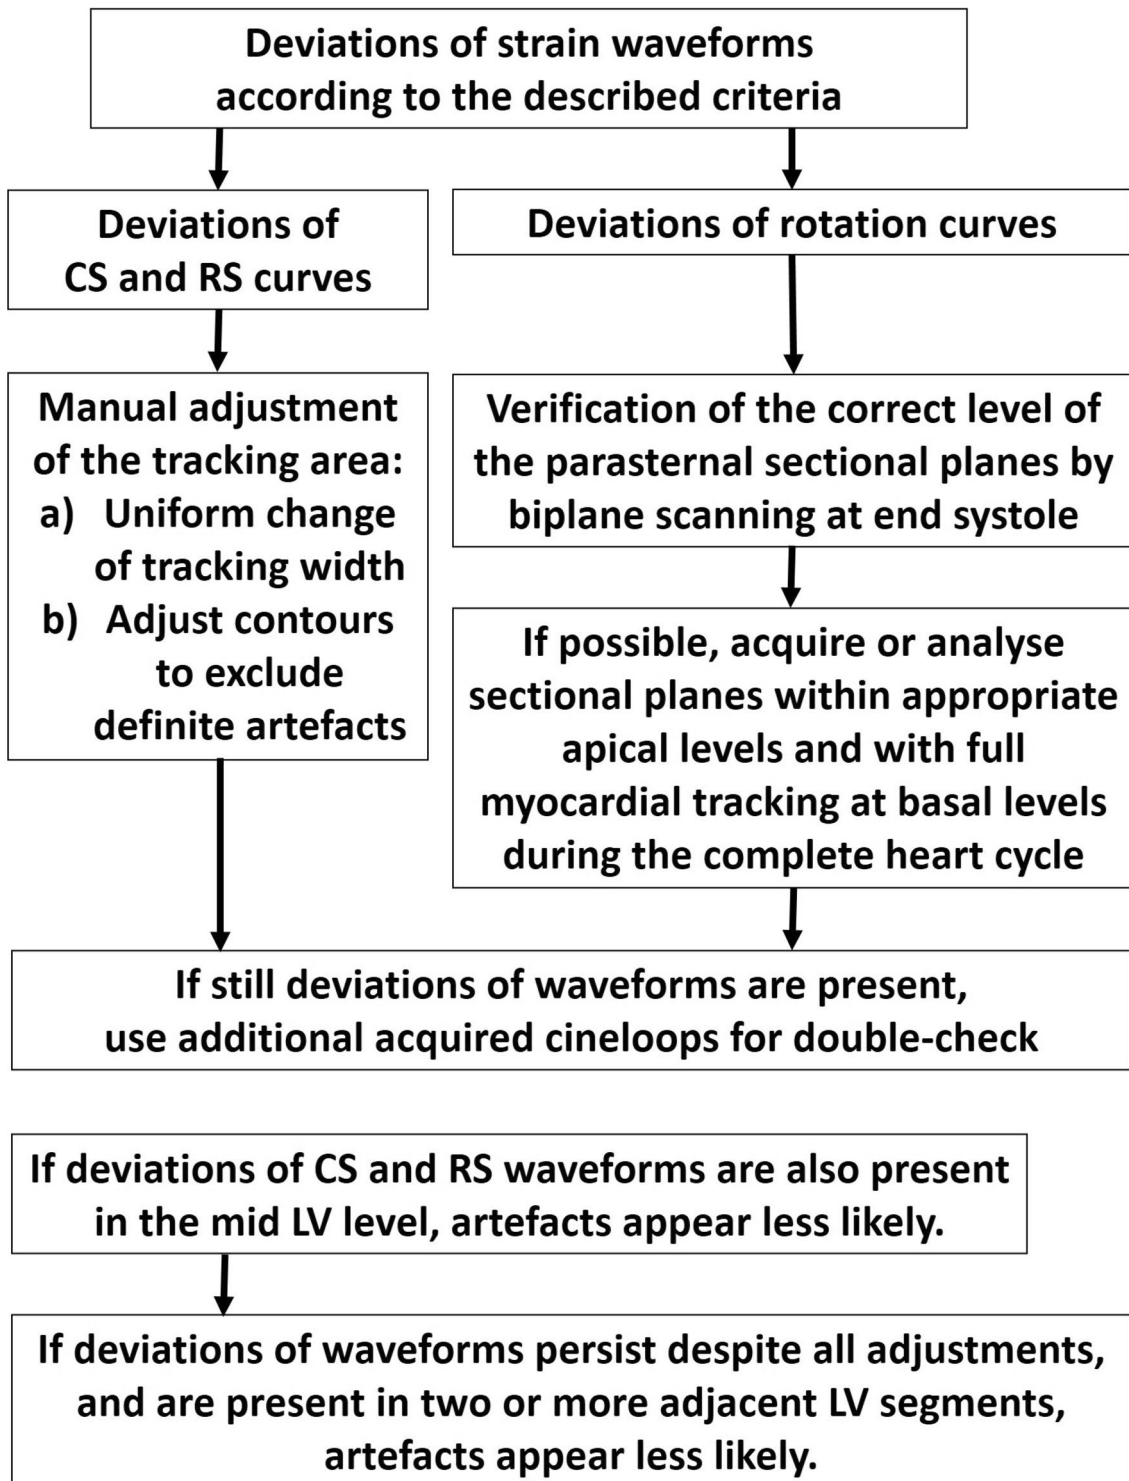 Deviations of strain waveforms
according to the described criteria
Deviations of
CS and RS curves
Manual adjustment
of the tracking area:
a) Uniform change
of tracking width
b) Adjust contours
to exclude
definite artefacts
Deviations of rotation curves
Verification of the correct level of
the parasternal sectional planes by
biplane scanning at end systole
If possible, acquire or analyse
sectional planes within appropriate
apical levels and with full
myocardial tracking at basal levels
during the complete heart cycle
If still deviations of waveforms are present,
use additional acquired cineloops for double-check
If deviations of CS and RS waveforms are also present
in the mid LV level, artefacts appear less likely.
If deviations of waveforms persist despite all adjustments,
and are present in two or more adjacent LV segments,
artefacts appear less likely.